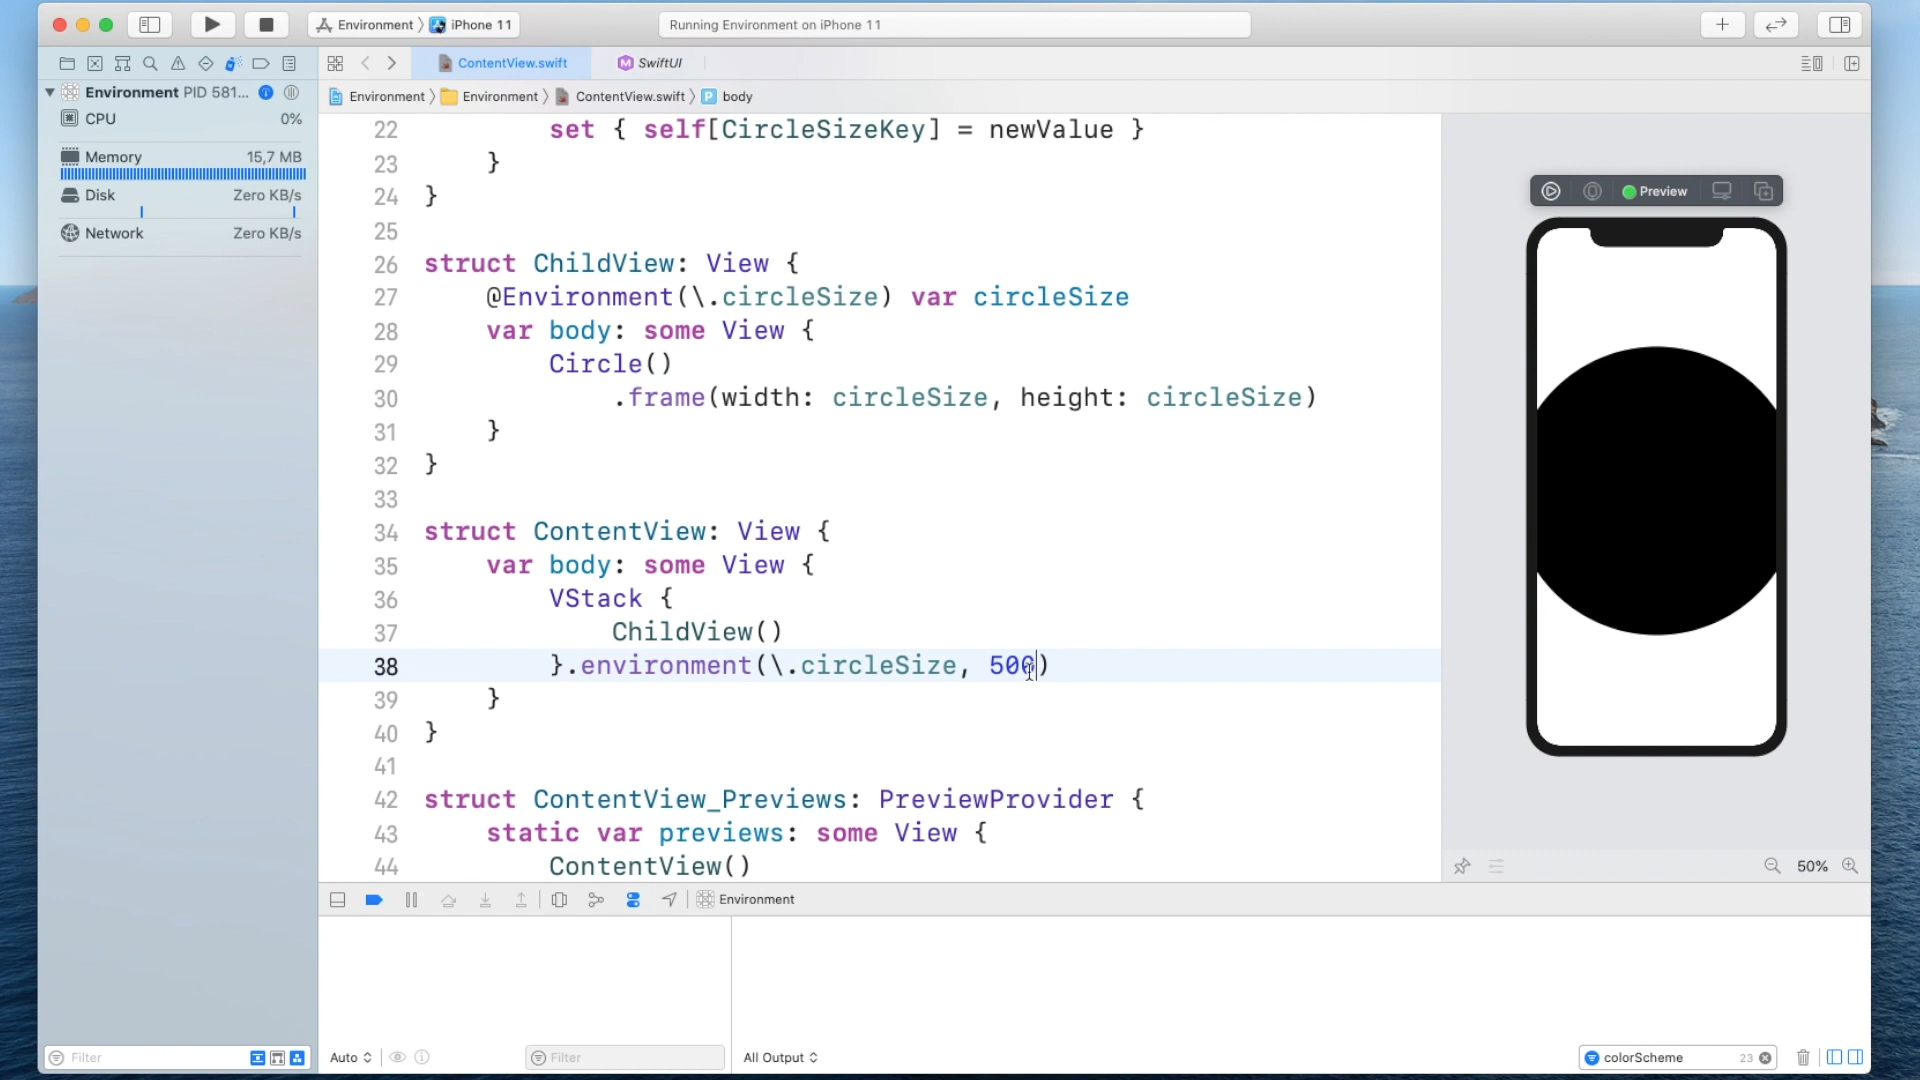 Environment
iPhone 11
Running Environment on iPhone 11
ContentView.swift
SwiftUI
Environment PID 581...
Environment
Environment
ContentView.swift
P body
CPU 0%
Memory 15,7 MB
Disk Zero KB/s
Network Zero KB/s
22 set { self[CircleSizeKey] = newValue }
23 }
24 }
25
26 struct ChildView: View {
27 @Environment(\.circleSize) var circleSize
28 var body: some View {
29 Circle()
30 .frame(width: circleSize, height: circleSize)
31 }
32 }
33
34 struct ContentView: View {
35 var body: some View {
36 VStack {
37 ChildView()
38 }.environment(\.circleSize, 500)
39 }
40 }
41
42 struct ContentView_Previews: PreviewProvider {
43 static var previews: some View {
44 ContentView()
Preview
50%
Environment
Filter
Auto
Filter
All Output
colorScheme 23